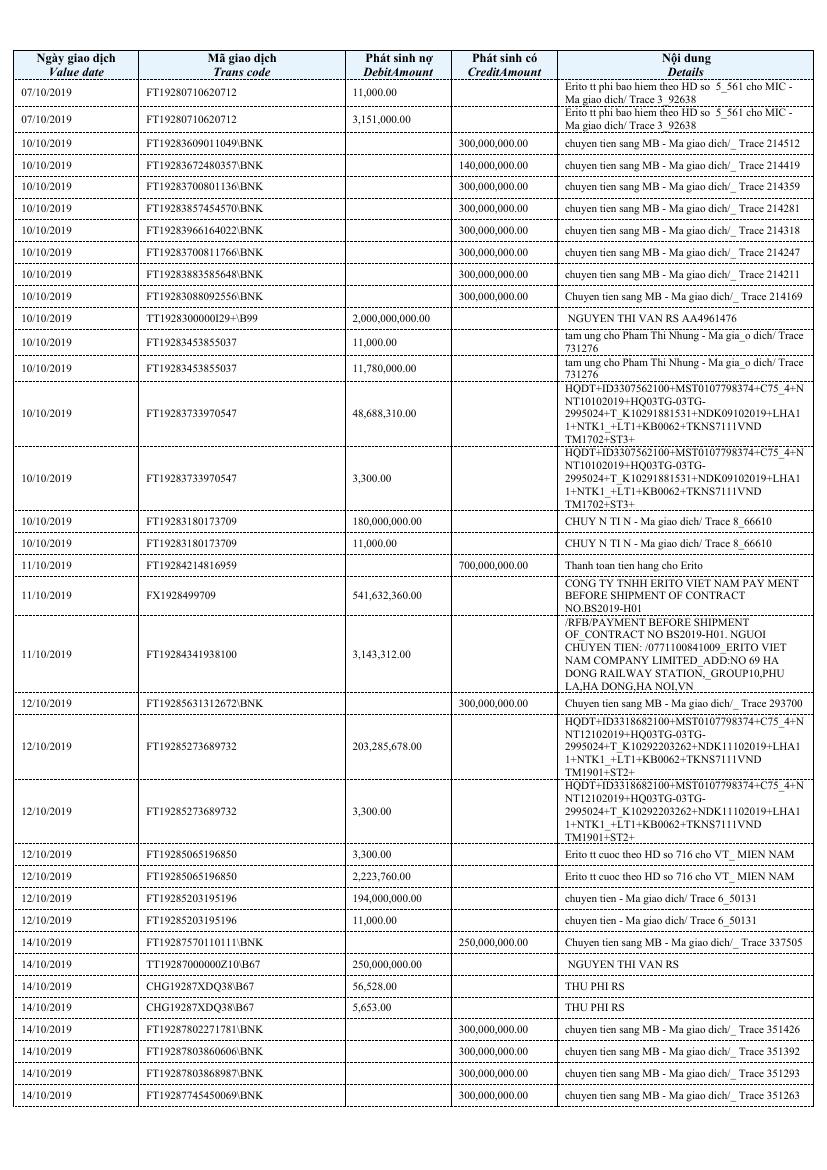 Ngày giao dịch Mã giao dịch Phát sinh nợ Phát sinh có Nội dung
Value date Trans code DebitAmount CreditAmount Details
07/10/2019 FT19280710620712 11,000.00 Erito tt phi bao hiem theo HD so 5_561 cho MIC -
Ma giao dich/ Trace 3_92638
07/10/2019 FT19280710620712 3,151,000.00 Erito tt phi bao hiem theo HD so 5_561 cho MIC -
Ma giao dich/ Trace 3_92638
10/10/2019 FT19283609011049\BNK 300,000,000.00 chuyen tien sang MB - Ma giao dich/_ Trace 214512
10/10/2019 FT19283672480357\BNK 140,000,000.00 chuyen tien sang MB - Ma giao dich/_ Trace 214419
10/10/2019 FT19283700801136\BNK 300,000,000.00 chuyen tien sang MB - Ma giao dich/_ Trace 214359
10/10/2019 FT19283857454570\BNK 300,000,000.00 chuyen tien sang MB - Ma giao dich/_ Trace 214281
10/10/2019 FT19283966164022\BNK 300,000,000.00 chuyen tien sang MB - Ma giao dich/_ Trace 214318
10/10/2019 FT19283700811766\BNK 300,000,000.00 chuyen tien sang MB - Ma giao dich/_ Trace 214247
10/10/2019 FT19283883585648\BNK 300,000,000.00 chuyen tien sang MB - Ma giao dich/_ Trace 214211
10/10/2019 FT19283088092556\BNK 300,000,000.00 Chuyen tien sang MB - Ma giao dich/_ Trace 214169
10/10/2019 TT1928300000I29+\B99 2,000,000,000.00 NGUYEN THI VAN RS AA4961476
10/10/2019 FT19283453855037 11,000.00 tam ung cho Pham Thi Nhung - Ma gia_o dich/ Trace
731276
10/10/2019 FT19283453855037 11,780,000.00 tam ung cho Pham Thi Nhung - Ma gia_o dich/ Trace
731276
10/10/2019 FT19283733970547 48,688,310.00 HQDT+ID3307562100+MST0107798374+C75_4+N
NT10102019+HQ03TG-03TG-
2995024+T_K10291881531+NDK09102019+LHA1
1+NTK1_+LT1+KB0062+TKNS7111VND
TM1702+ST3+
10/10/2019 FT19283733970547 3,300.00 HQDT+ID3307562100+MST0107798374+C75_4+N
NT10102019+HQ03TG-03TG-
2995024+T_K10291881531+NDK09102019+LHA1
1+NTK1_+LT1+KB0062+TKNS7111VND
TM1702+ST3+
10/10/2019 FT19283180173709 180,000,000.00 CHUY N TI N - Ma giao dich/ Trace 8_66610
10/10/2019 FT19283180173709 11,000.00 CHUY N TI N - Ma giao dich/ Trace 8_66610
11/10/2019 FT19284214816959 700,000,000.00 Thanh toan tien hang cho Erito
11/10/2019 FX1928499709 541,632,360.00 CONG TY TNHH ERITO VIET NAM PAY MENT
BEFORE SHIPMENT OF CONTRACT
NO.BS2019-H01
11/10/2019 FT19284341938100 3,143,312.00 /RFB/PAYMENT BEFORE SHIPMENT
OF_CONTRACT NO BS2019-H01. NGUOI
CHUYEN TIEN: /0771100841009_ERITO VIET
NAM COMPANY LIMITED_ADD:NO 69 HA
DONG RAILWAY STATION,_GROUP10,PHU
LA,HA DONG,HA NOI,VN_
12/10/2019 FT19285631312672\BNK 300,000,000.00 Chuyen tien sang MB - Ma giao dich/_ Trace 293700
12/10/2019 FT19285273689732 203,285,678.00 HQDT+ID3318682100+MST0107798374+C75_4+N
NT12102019+HQ03TG-03TG-
2995024+T_K10292203262+NDK11102019+LHA1
1+NTK1_+LT1+KB0062+TKNS7111VND
TM1901+ST2+
12/10/2019 FT19285273689732 3,300.00 HQDT+ID3318682100+MST0107798374+C75_4+N
NT12102019+HQ03TG-03TG-
2995024+T_K10292203262+NDK11102019+LHA1
1+NTK1_+LT1+KB0062+TKNS7111VND
TM1901+ST2+
12/10/2019 FT19285065196850 3,300.00 Erito tt cuoc theo HD so 716 cho VT_ MIEN NAM
12/10/2019 FT19285065196850 2,223,760.00 Erito tt cuoc theo HD so 716 cho VT_ MIEN NAM
12/10/2019 FT19285203195196 194,000,000.00 chuyen tien - Ma giao dich/ Trace 6_50131
12/10/2019 FT19285203195196 11,000.00 chuyen tien - Ma giao dich/ Trace 6_50131
14/10/2019 FT19287570110111\BNK 250,000,000.00 Chuyen tien sang MB - Ma giao dich/_ Trace 337505
14/10/2019 TT19287000000Z10\B67 250,000,000.00 NGUYEN THI VAN RS
14/10/2019 CHG19287XDQ38\B67 56,528.00 THU PHI RS
14/10/2019 CHG19287XDQ38\B67 5,653.00 THU PHI RS
14/10/2019 FT19287802271781\BNK 300,000,000.00 chuyen tien sang MB - Ma giao dich/_ Trace 351426
14/10/2019 FT19287803860606\BNK 300,000,000.00 chuyen tien sang MB - Ma giao dich/_ Trace 351392
14/10/2019 FT19287803868987\BNK 300,000,000.00 chuyen tien sang MB - Ma giao dich/_ Trace 351293
14/10/2019 FT19287745450069\BNK 300,000,000.00 chuyen tien sang MB - Ma giao dich/_ Trace 351263